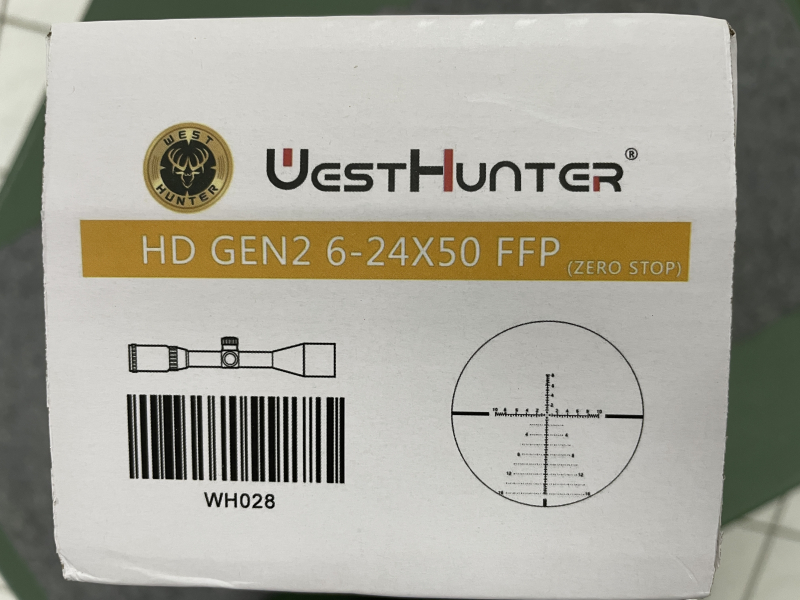 WEST
HUNTER
WESTHUNTER®
HD GEN2 6-24X50 FFP (ZERO STOP)
WH028